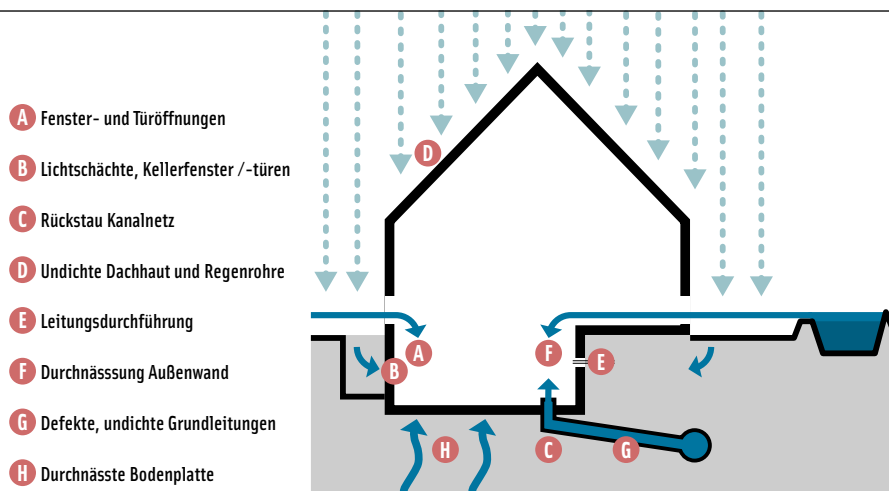 A Fenster- und Türöffnungen
B Lichtschächte, Kellerfenster /-türen
C Rückstau Kanalnetz
D Undichte Dachhaut und Regenrohre
E Leitungsdurchführung
F Durchnässsung Außenwand
G Defekte, undichte Grundleitungen
H Durchnässte Bodenplatte
D
A
F
E
B
H
C
G